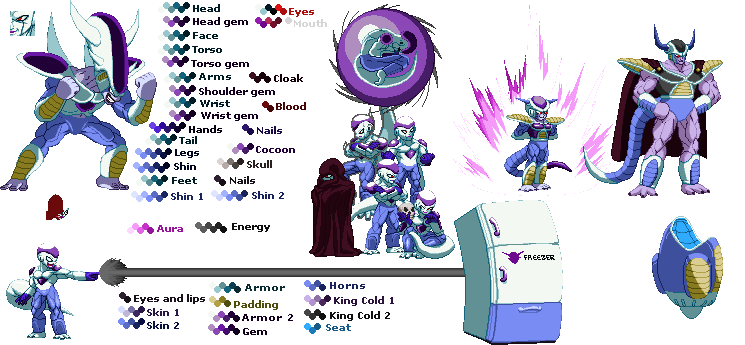 Head
Eyes
Head gem
Mouth
Face
Torso
Torso gem
Arms
Cloak
Shoulder gem
Wrist
Blood
Wrist gem
Hands
Nails
Tail
Legs
Cocoon
Shin
Skull
Feet
Nails
Shin 1
Shin 2
Aura
Energy
FREEZER
Eyes and lips
Skin 1
Skin 2
Armor
Padding
Armor 2
Gem
Horns
King Cold 1
King Cold 2
Seat